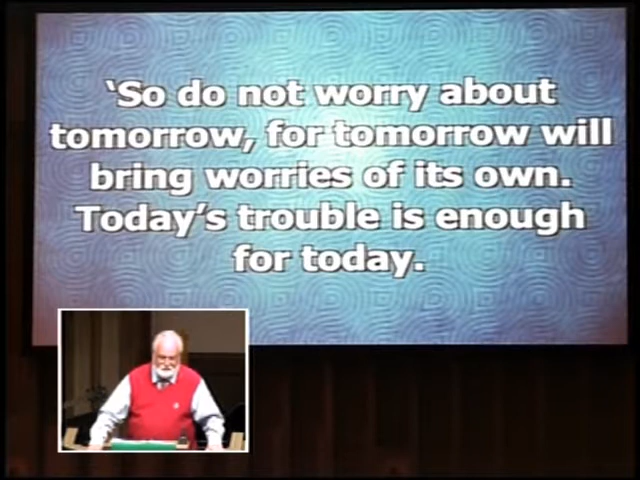 ‘So do not worry about
tomorrow, for tomorrow will
bring worries of its own.
Today’s trouble is enough
for today.